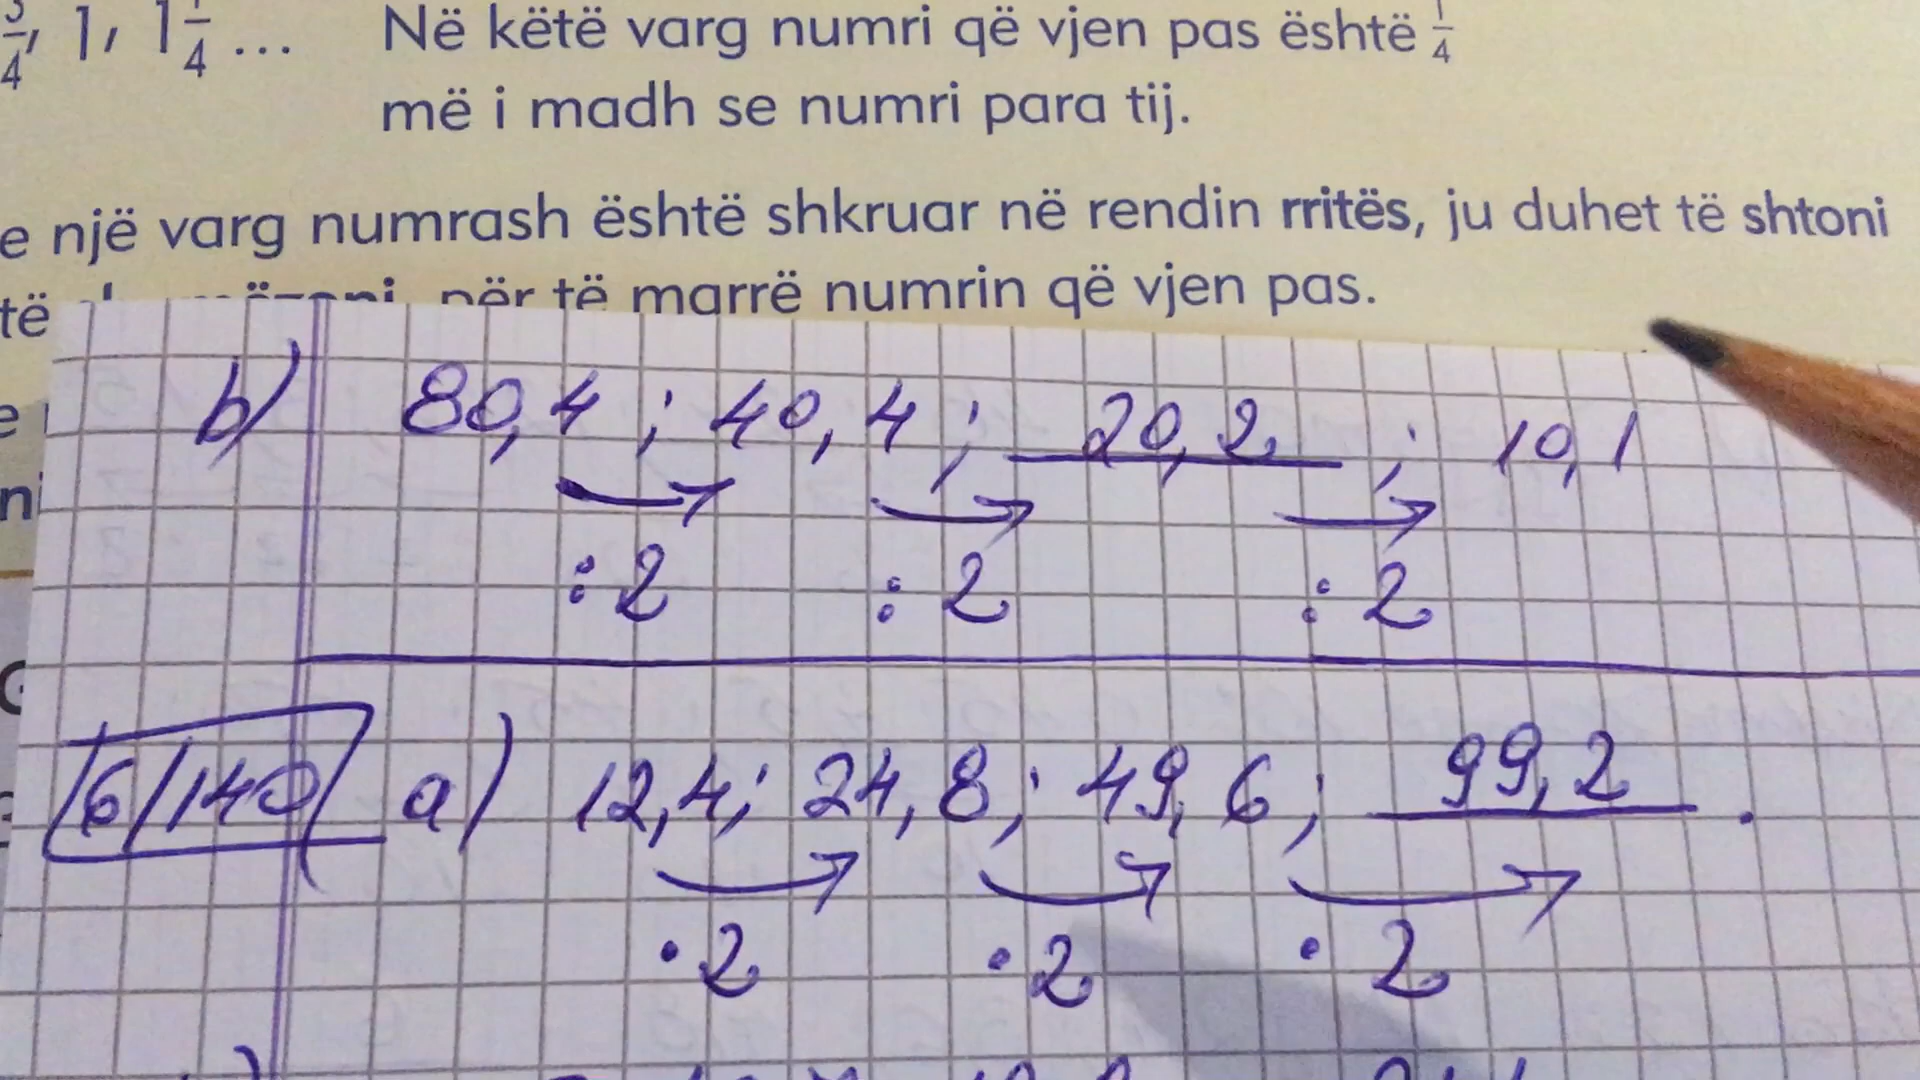 3/4, 1, 1 1/4 ... Në këtë varg numri që vjen pas është 1/4
më i madh se numri para tij.
e një varg numrash është shkruar në rendin rritës, ju duhet të shtoni
të për të marrë numrin që vjen pas.
b) 80,4 ; 40,4 ; 20,2 ; 10,1
:2 :2 :2
6/140 a) 12,4; 24,8; 49,6; 99,2 .
·2 ·2 ·2